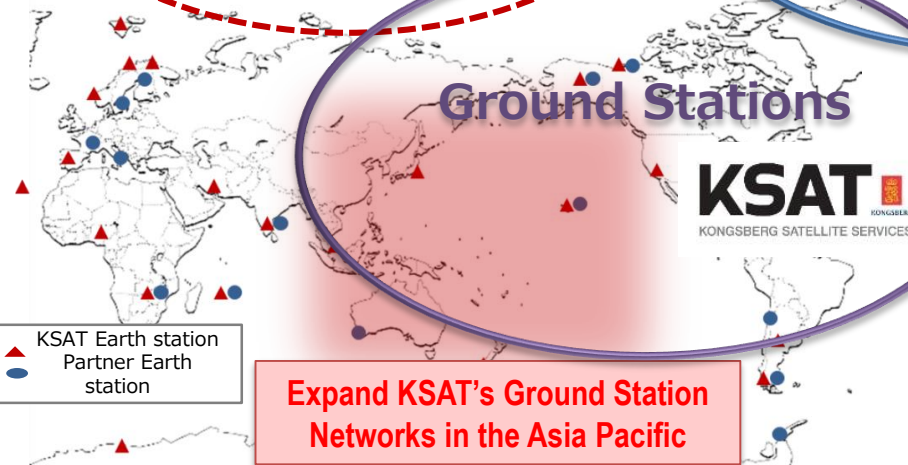 Ground Stations
KSAT
KONGSBERG
KONGSBERG SATELLITE SERVICES
KSAT Earth station
Partner Earth
station
Expand KSAT's Ground Station
Networks in the Asia Pacific